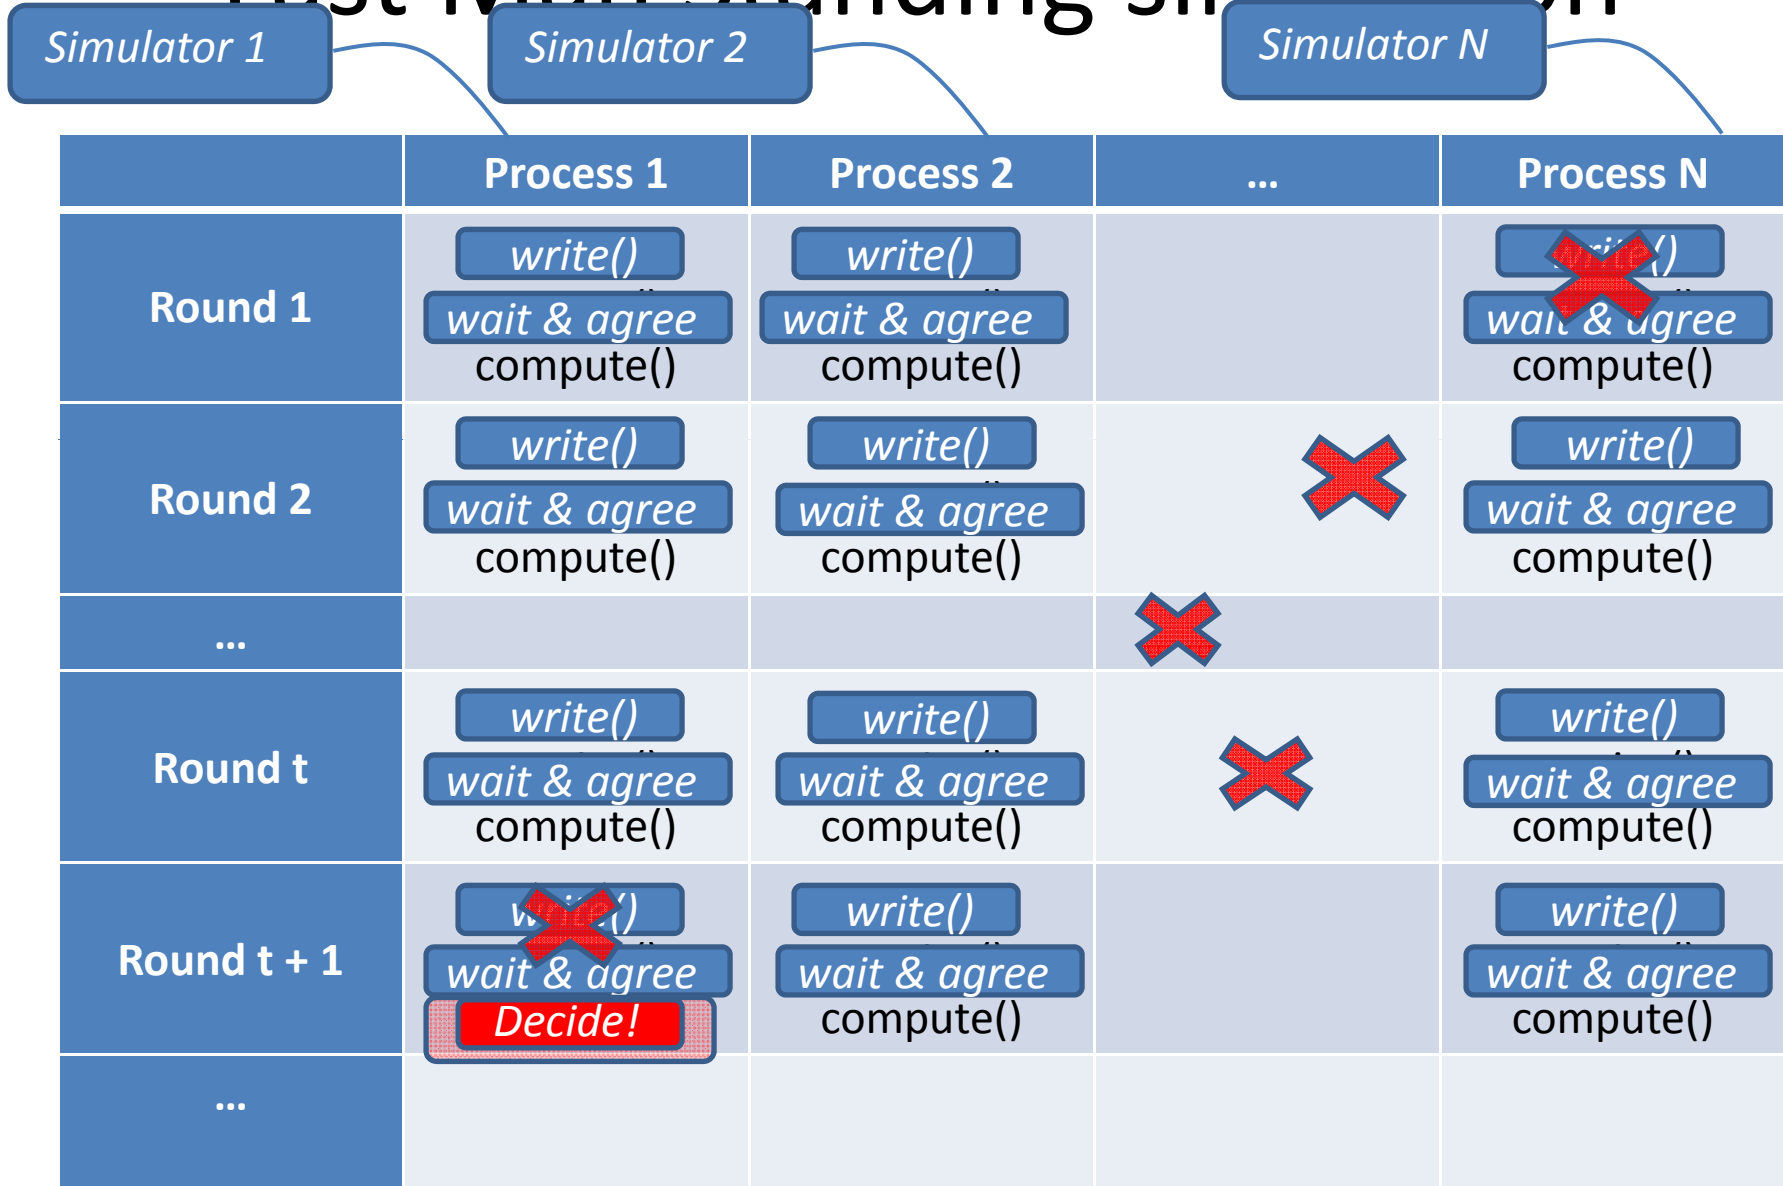 Simulator 1
Simulator 2
Simulator N
Process 1
Process 2
...
Process N
Round 1
write()
wait & agree
compute()
write()
wait & agree
compute()
write()
wait & agree
compute()
Round 2
write()
wait & agree
compute()
write()
wait & agree
compute()
write()
wait & agree
compute()
...
Round t
write()
wait & agree
compute()
write()
wait & agree
compute()
write()
wait & agree
compute()
Round t + 1
write()
wait & agree
Decide!
write()
wait & agree
compute()
write()
wait & agree
compute()
...